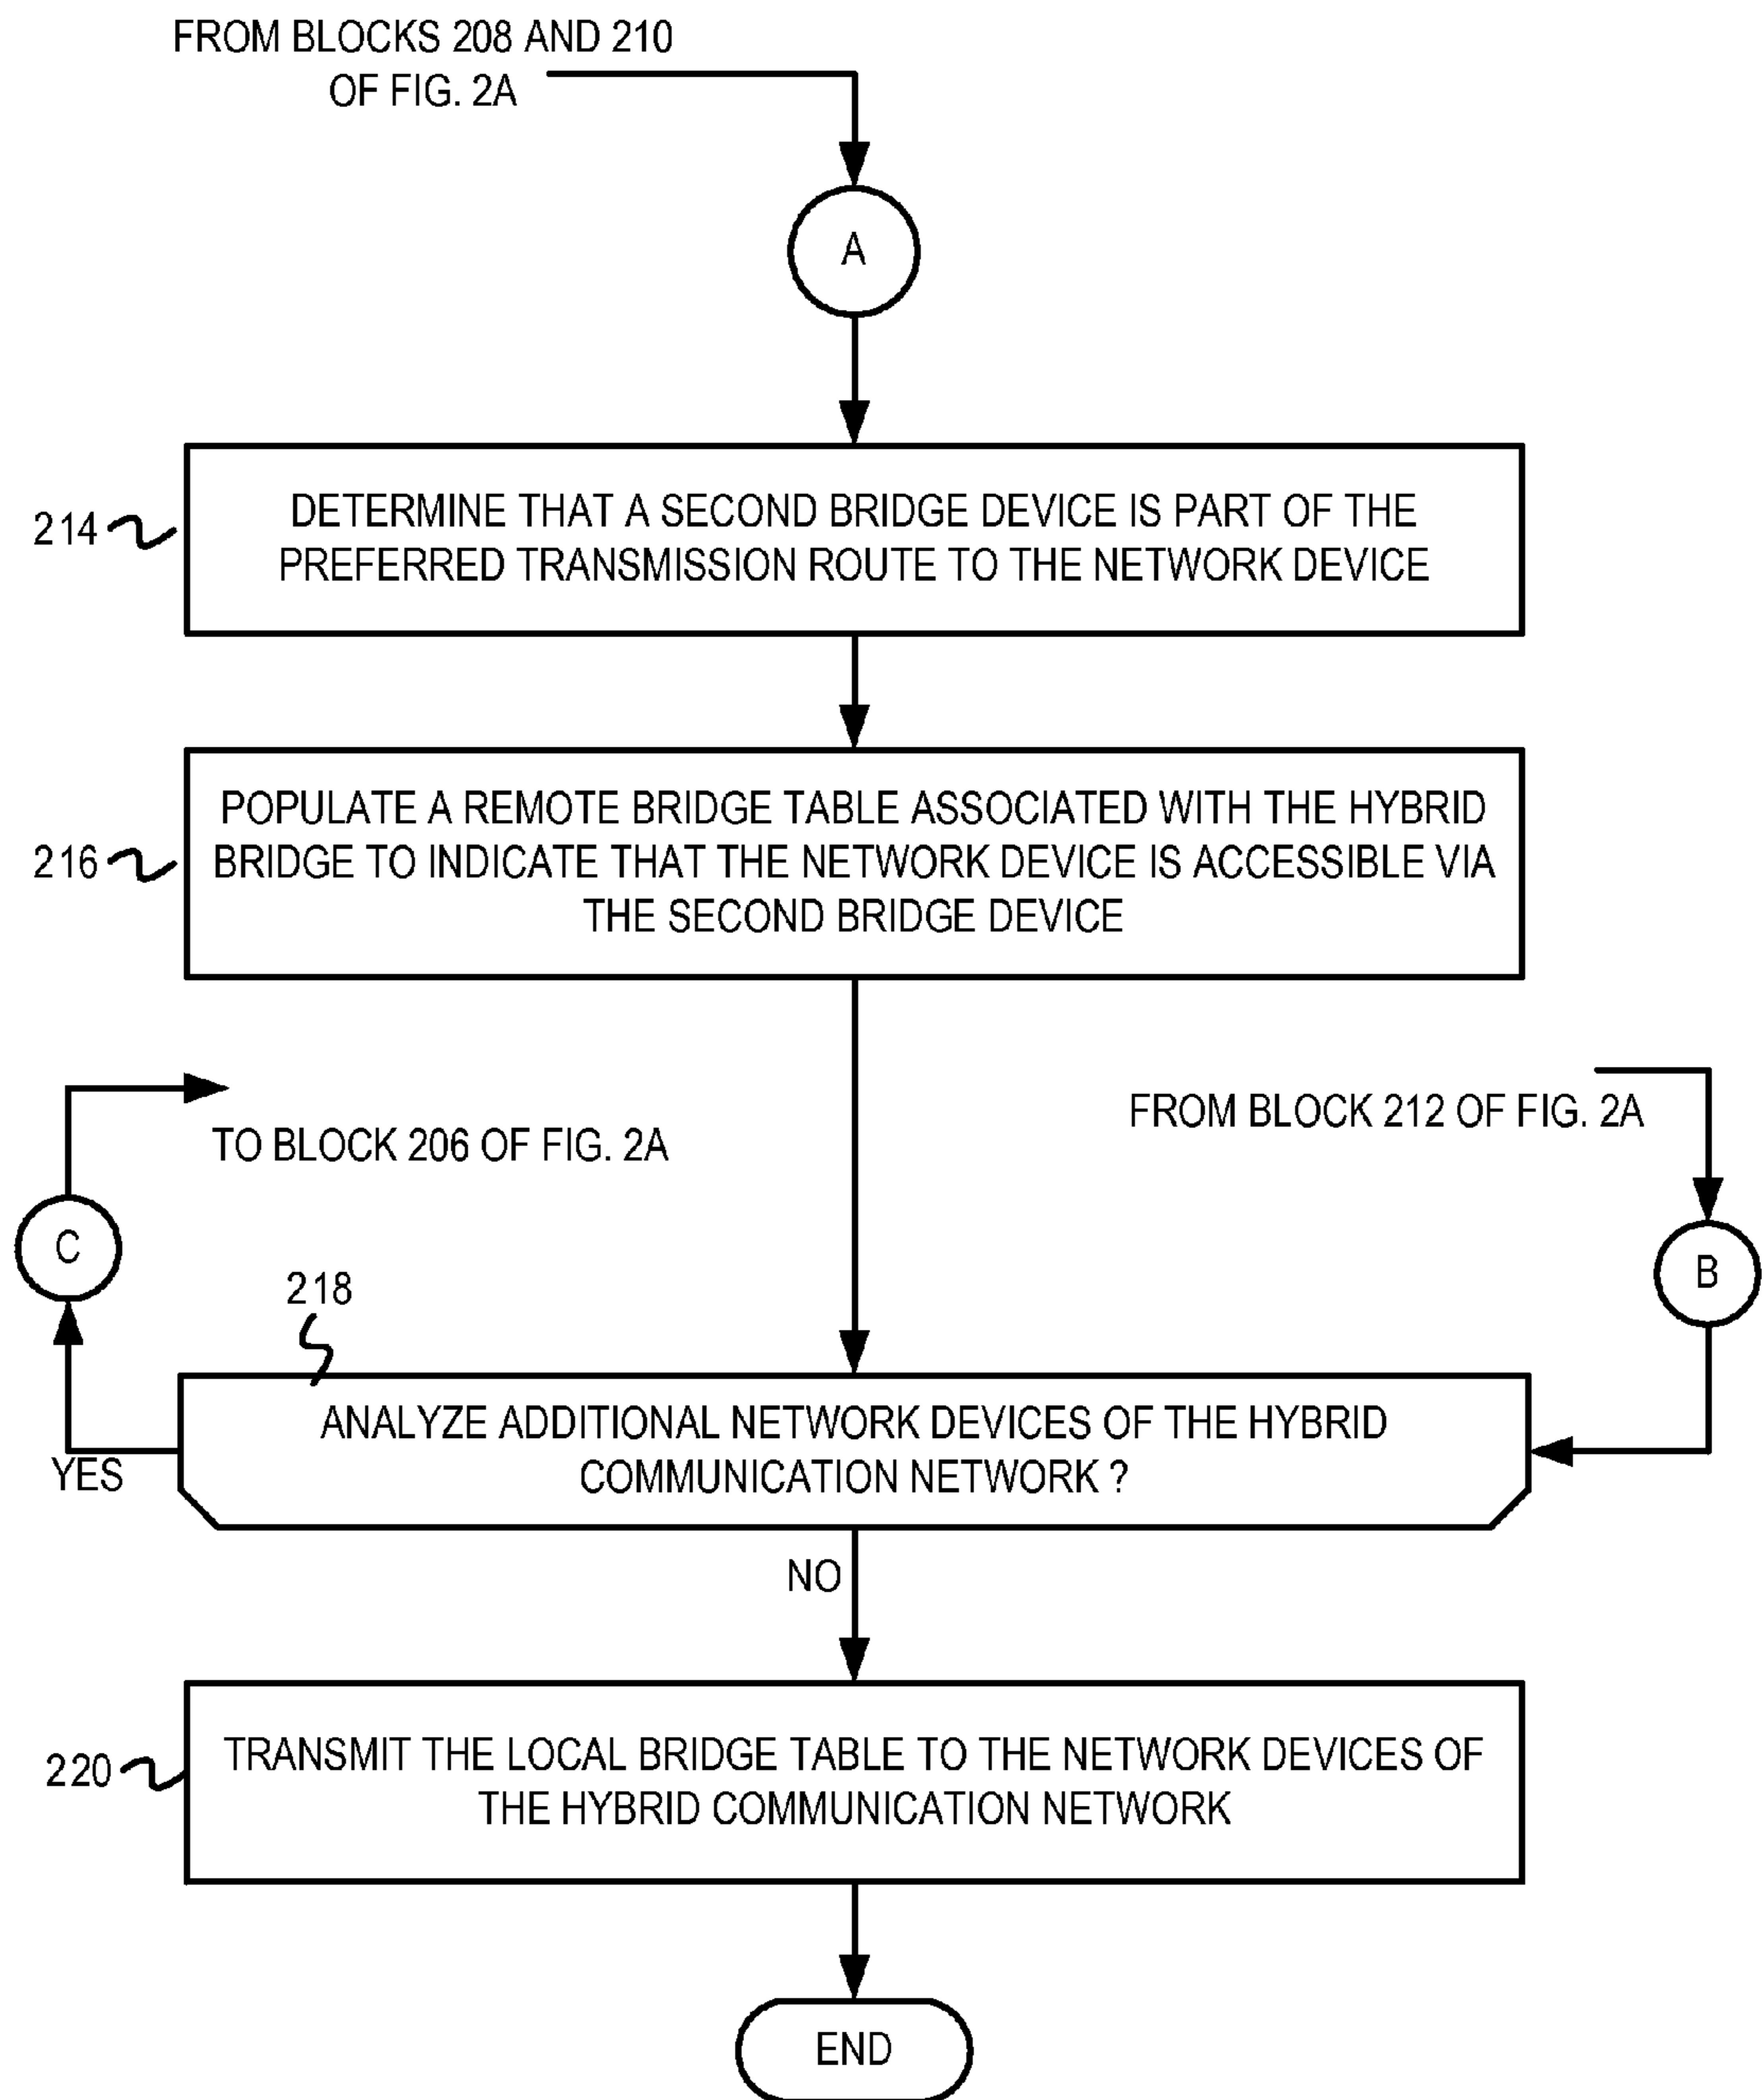 FROM BLOCKS 208 AND 210
OF FIG. 2A
A
214
DETERMINE THAT A SECOND BRIDGE DEVICE IS PART OF THE
PREFERRED TRANSMISSION ROUTE TO THE NETWORK DEVICE
216
POPULATE A REMOTE BRIDGE TABLE ASSOCIATED WITH THE HYBRID
BRIDGE TO INDICATE THAT THE NETWORK DEVICE IS ACCESSIBLE VIA
THE SECOND BRIDGE DEVICE
FROM BLOCK 212 OF FIG. 2A
TO BLOCK 206 OF FIG. 2A
C
B
218
ANALYZE ADDITIONAL NETWORK DEVICES OF THE HYBRID
COMMUNICATION NETWORK ?
YES
NO
220
TRANSMIT THE LOCAL BRIDGE TABLE TO THE NETWORK DEVICES OF
THE HYBRID COMMUNICATION NETWORK
END